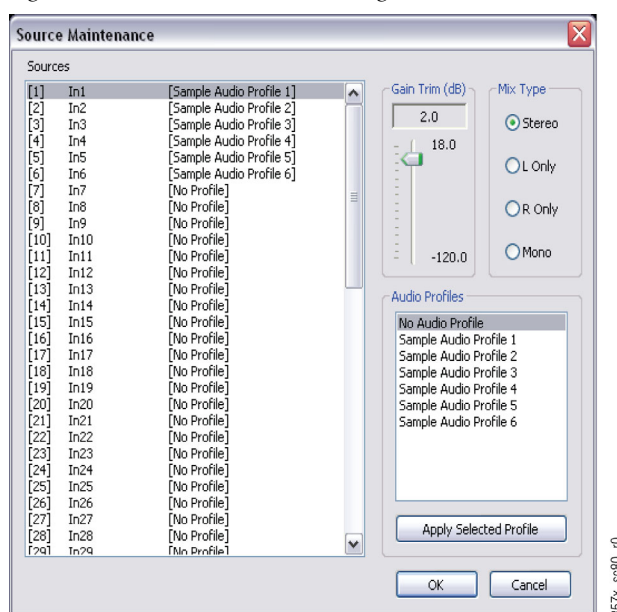 Source Maintenance
Sources
[1] In1 [Sample Audio Profile 1]
[2] In2 [Sample Audio Profile 2]
[3] In3 [Sample Audio Profile 3]
[4] In4 [Sample Audio Profile 4]
[5] In5 [Sample Audio Profile 5]
[6] In6 [Sample Audio Profile 6]
[7] In7 [No Profile]
[8] In8 [No Profile]
[9] In9 [No Profile]
[10] In10 [No Profile]
[11] In11 [No Profile]
[12] In12 [No Profile]
[13] In13 [No Profile]
[14] In14 [No Profile]
[15] In15 [No Profile]
[16] In16 [No Profile]
[17] In17 [No Profile]
[18] In18 [No Profile]
[19] In19 [No Profile]
[20] In20 [No Profile]
[21] In21 [No Profile]
[22] In22 [No Profile]
[23] In23 [No Profile]
[24] In24 [No Profile]
[25] In25 [No Profile]
[26] In26 [No Profile]
[27] In27 [No Profile]
[28] In28 [No Profile]
[29] In29 [No Profile]
Gain Trim (dB)
2.0
18.0
-120.0
Mix Type
Stereo
L Only
R Only
Mono
Audio Profiles
No Audio Profile
Sample Audio Profile 1
Sample Audio Profile 2
Sample Audio Profile 3
Sample Audio Profile 4
Sample Audio Profile 5
Sample Audio Profile 6
Apply Selected Profile
OK
Cancel